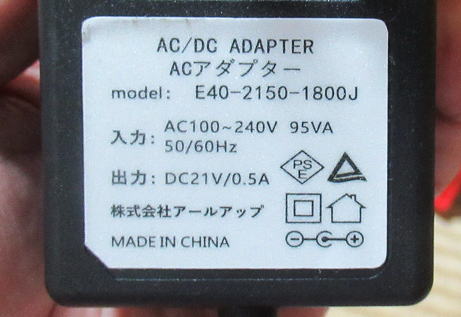 AC/DC ADAPTER
ACアダプター
model: E40-2150-1800J
入力: AC100~240V 95VA
50/60Hz
出力: DC21V/0.5A
PS
E
株式会社アールアップ
MADE IN CHINA